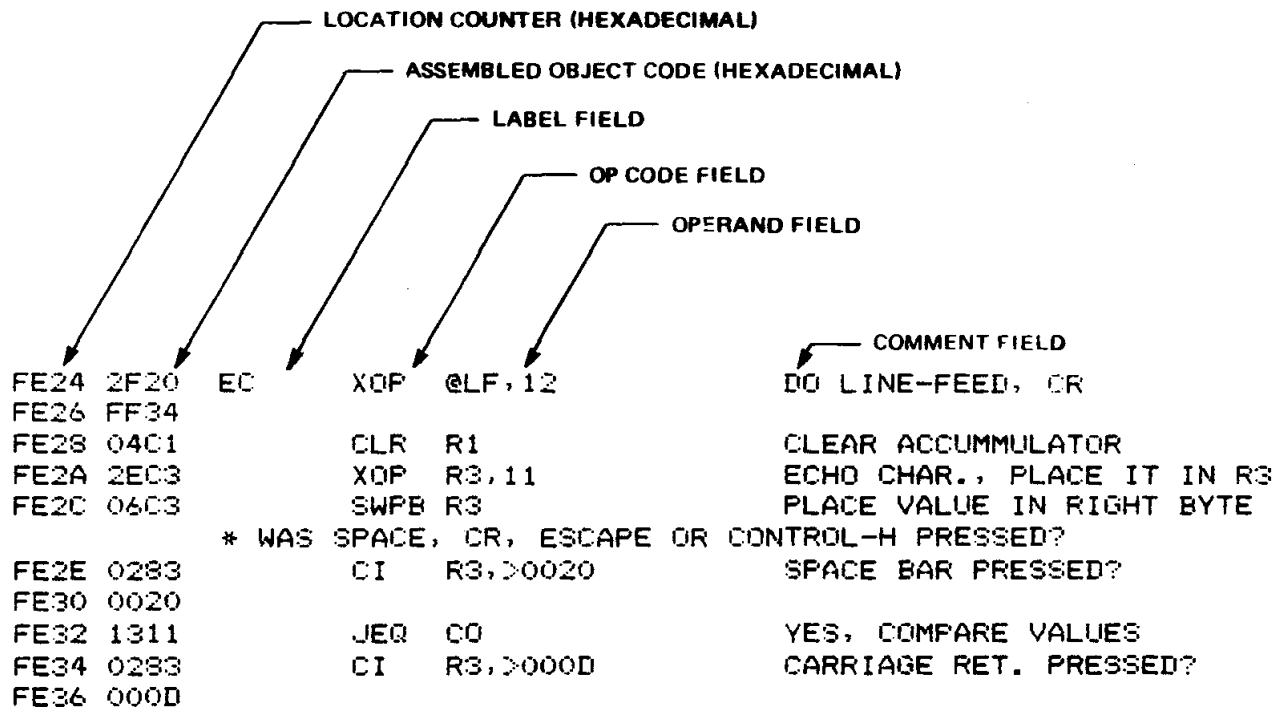 LOCATION COUNTER (HEXADECIMAL)
ASSEMBLED OBJECT CODE (HEXADECIMAL)
LABEL FIELD
OP CODE FIELD
OPERAND FIELD
COMMENT FIELD
FE24 2F20 EC XOP @LF,12 DO LINE-FEED, CR
FE26 FF34
FE28 04C1 CLR R1 CLEAR ACCUMMULATOR
FE2A 2EC3 XOP R3,11 ECHO CHAR., PLACE IT IN R3
FE2C 06C3 SWPB R3 PLACE VALUE IN RIGHT BYTE
* WAS SPACE, CR, ESCAPE OR CONTROL-H PRESSED?
FE2E 0283 CI R3,>0020 SPACE BAR PRESSED?
FE30 0020
FE32 1311 JEQ CO YES, COMPARE VALUES
FE34 0283 CI R3,>000D CARRIAGE RET. PRESSED?
FE36 000D